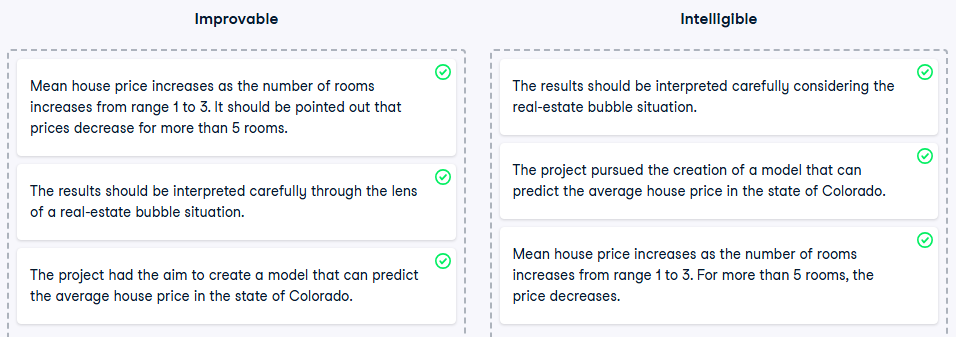 Improvable
Mean house price increases as the number of rooms
increases from range 1 to 3. It should be pointed out that
prices decrease for more than 5 rooms.
The results should be interpreted carefully through the lens
of a real-estate bubble situation.
The project had the aim to create a model that can predict
the average house price in the state of Colorado.
Intelligible
The results should be interpreted carefully considering the
real-estate bubble situation.
The project pursued the creation of a model that can
predict the average house price in the state of Colorado.
Mean house price increases as the number of rooms
increases from range 1 to 3. For more than 5 rooms, the
price decreases.